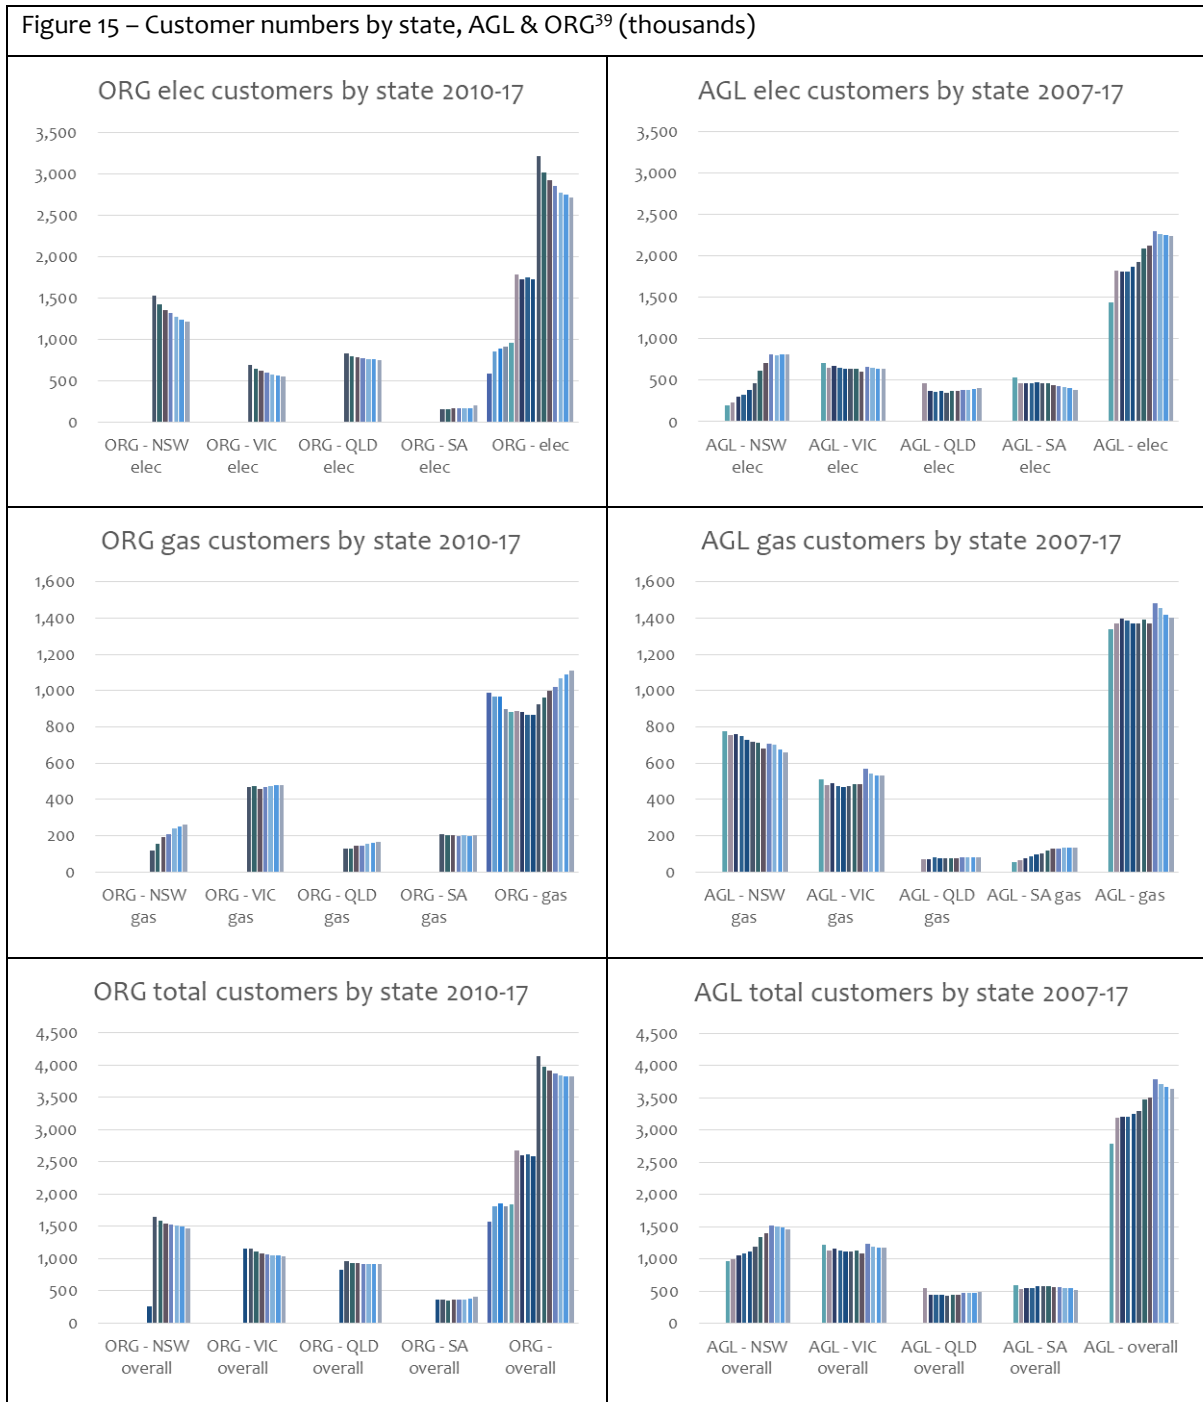 Figure 15 – Customer numbers by state, AGL & ORG39 (thousands)
ORG elec customers by state 2010-17
3,500
3,000
2,500
2,000
1,500
1,000
500
0
ORG - NSW elec
ORG - VIC elec
ORG - QLD elec
ORG - SA elec
ORG - elec
AGL elec customers by state 2007-17
3,500
3,000
2,500
2,000
1,500
1,000
500
0
AGL - NSW elec
AGL - VIC elec
AGL - QLD elec
AGL - SA elec
AGL - elec
ORG gas customers by state 2010-17
1,600
1,400
1,200
1,000
800
600
400
200
0
ORG - NSW gas
ORG - VIC gas
ORG - QLD gas
ORG - SA gas
ORG - gas
AGL gas customers by state 2007-17
1,600
1,400
1,200
1,000
800
600
400
200
0
AGL - NSW gas
AGL - VIC gas
AGL - QLD gas
AGL - SA gas
AGL - gas
ORG total customers by state 2010-17
4,500
4,000
3,500
3,000
2,500
2,000
1,500
1,000
500
0
ORG - NSW overall
ORG - VIC overall
ORG - QLD overall
ORG - SA overall
ORG - overall
AGL total customers by state 2007-17
4,500
4,000
3,500
3,000
2,500
2,000
1,500
1,000
500
0
AGL - NSW overall
AGL - VIC overall
AGL - QLD overall
AGL - SA overall
AGL - overall